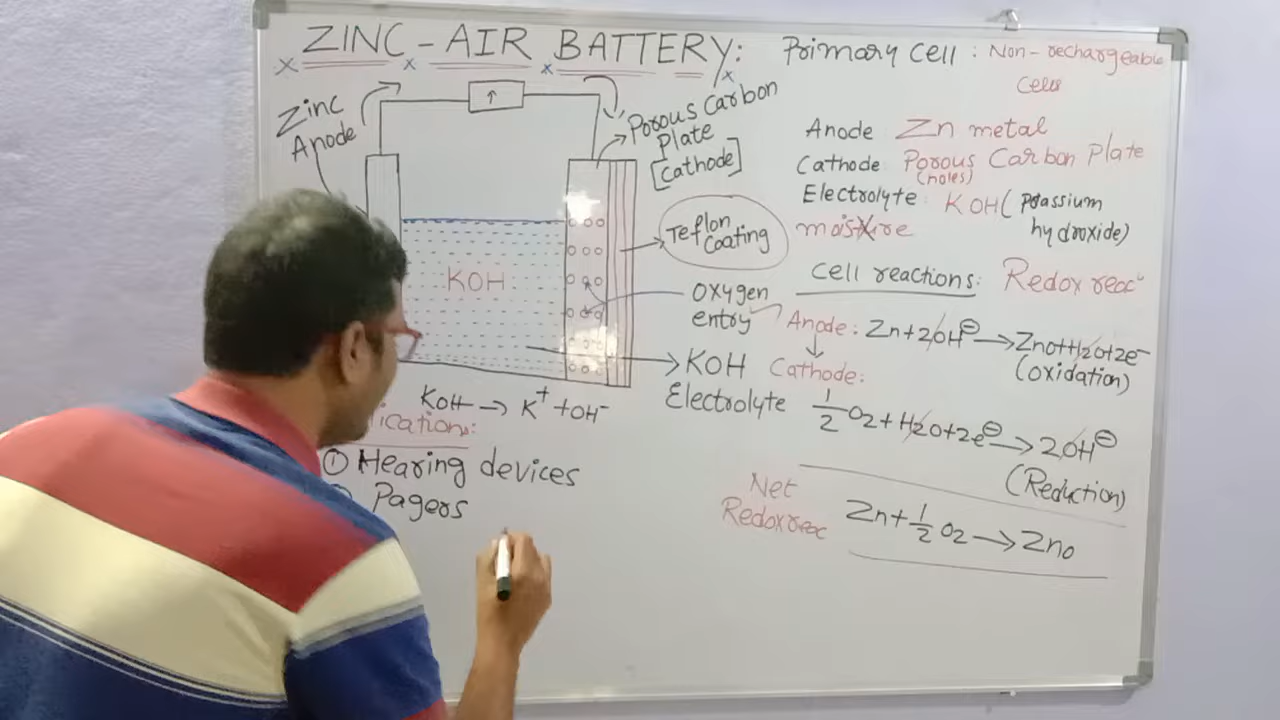 ZINC-AIR BATTERY:
Primary cell: Non-rechargeable
Cells
Zinc
Anode
↑
Porous Carbon
Plate
[Cathode]
Teflon
Coating
KOH
Oxygen
entry
KOH
Electrolyte
KOH → K⁺ + OH⁻
ications:
① Hearing devices
Pagers
Anode: Zn metal
Cathode: Porous Carbon Plate
(holes)
Electrolyte: KOH (Potassium
hydroxide)
moisture
Cell reactions: Redox reacⁿ
Anode: Zn+2OH⊖ → ZnO+H2O+2e⁻
(Oxidation)
Cathode:
1/2 O2+H2O+2e⊖ → 2OH⊖
(Reduction)
Net
Redox reac
Zn+1/2 O2 → ZnO